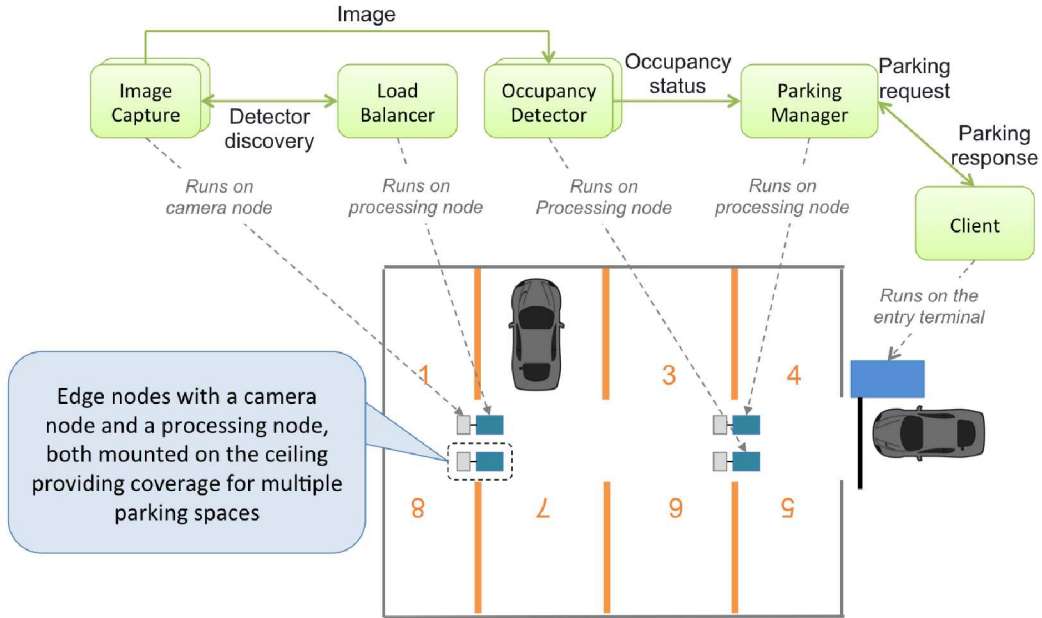 Image
Image
Capture
Detector
discovery
Load
Balancer
Occupancy
Detector
Occupancy
status
Parking
Manager
Parking
request
Parking
response
Client
Runs on
camera node
Runs on
processing node
Runs on
Processing node
Runs on
processing node
Runs on the
entry terminal
1
3
4
Edge nodes with a camera
node and a processing node,
both mounted on the ceiling
providing coverage for multiple
parking spaces
8
7
6
5